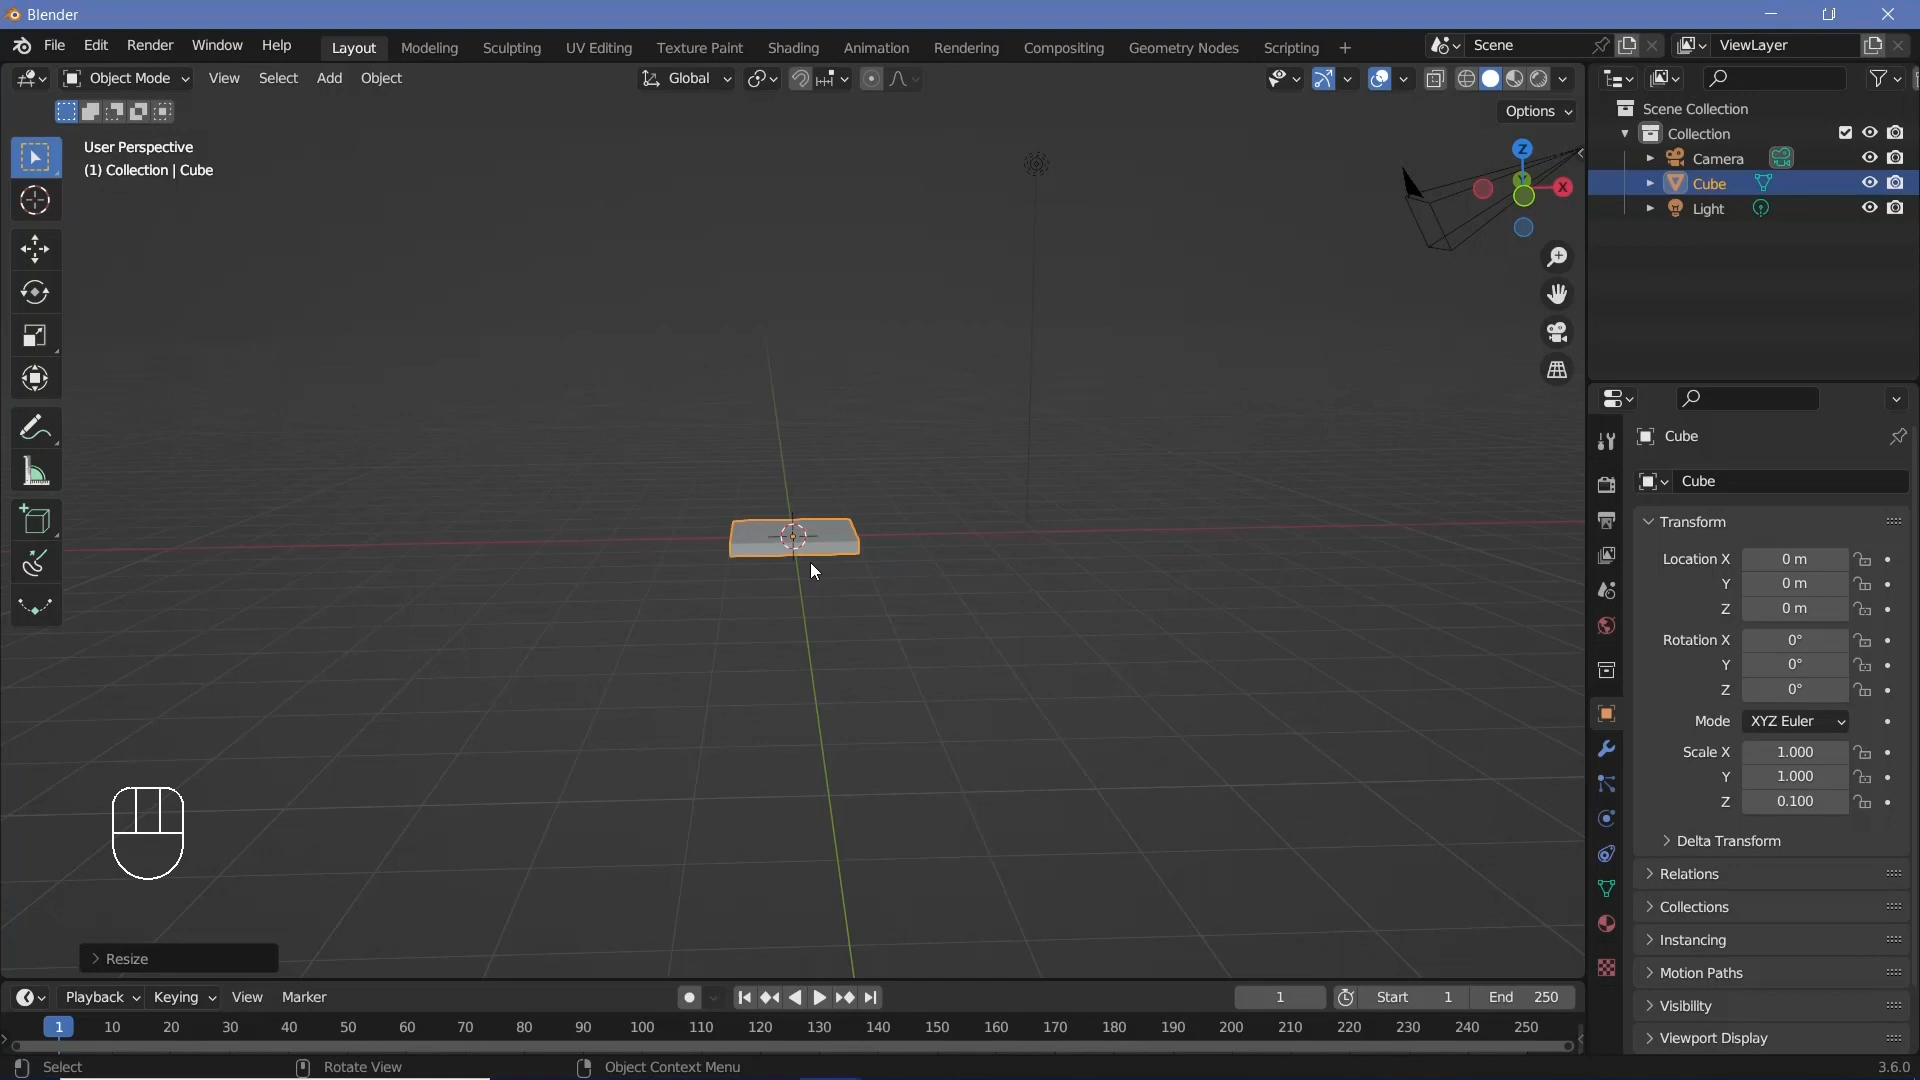 Blender
File Edit Render Window Help
Layout Modeling Sculpting UV Editing Texture Paint Shading Animation Rendering Compositing Geometry Nodes Scripting +
Scene
ViewLayer
Object Mode View Select Add Object
Global
Options
User Perspective
(1) Collection | Cube
Z
Y
X
Resize
Scene Collection
Collection
Camera
Cube
Light
Cube
Cube
Transform
Location X 0 m
Y 0 m
Z 0 m
Rotation X 0°
Y 0°
Z 0°
Mode XYZ Euler
Scale X 1.000
Y 1.000
Z 0.100
Delta Transform
Relations
Collections
Instancing
Motion Paths
Visibility
Viewport Display
Playback Keying View Marker
1
Start 1
End 250
1 10 20 30 40 50 60 70 80 90 100 110 120 130 140 150 160 170 180 190 200 210 220 230 240 250
Select Rotate View Object Context Menu
3.6.0